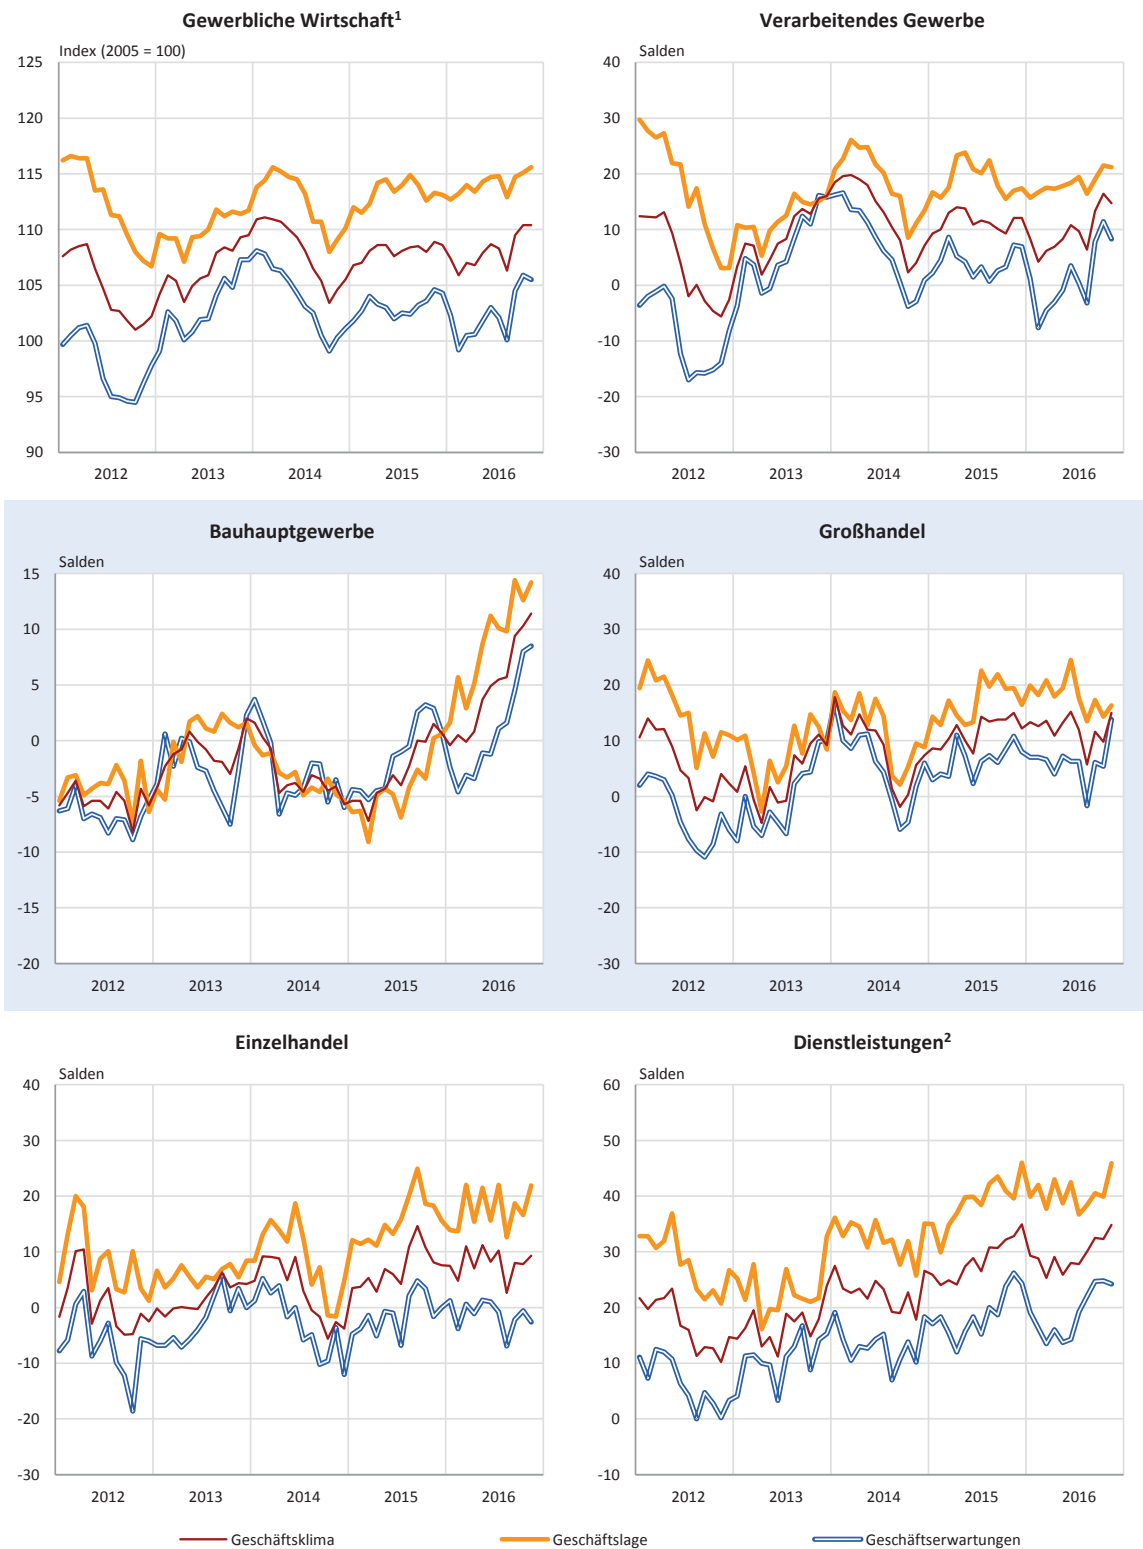 Gewerbliche Wirtschaft¹
Index (2005 = 100)
125
120
115
110
105
100
95
90
2012 2013 2014 2015 2016
Verarbeitendes Gewerbe
Salden
40
30
20
10
0
-10
-20
-30
2012 2013 2014 2015 2016
Bauhauptgewerbe
Salden
15
10
5
0
-5
-10
-15
-20
2012 2013 2014 2015 2016
Großhandel
Salden
40
30
20
10
0
-10
-20
-30
2012 2013 2014 2015 2016
Einzelhandel
Salden
40
30
20
10
0
-10
-20
-30
2012 2013 2014 2015 2016
Dienstleistungen²
Salden
60
50
40
30
20
10
0
-10
2012 2013 2014 2015 2016
Geschäftsklima Geschäftslage Geschäftserwartungen